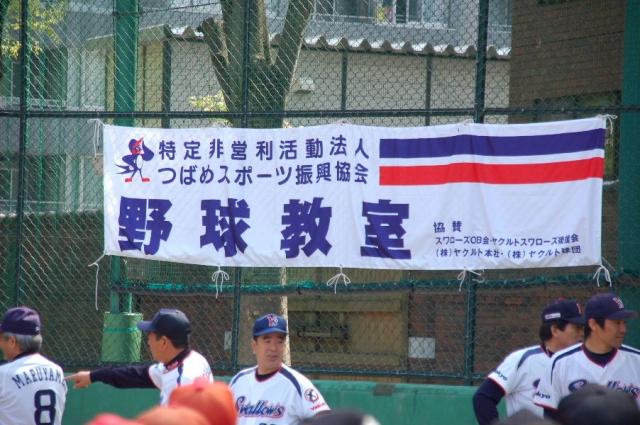 特定非営利活動法人
つばめスポーツ振興協会
野球教室
協賛
スワローズOB会・ヤクルトスワローズ後援会
(株)ヤクルト本社・(株)ヤクルト球団
MARUYAMA
8
Swallows